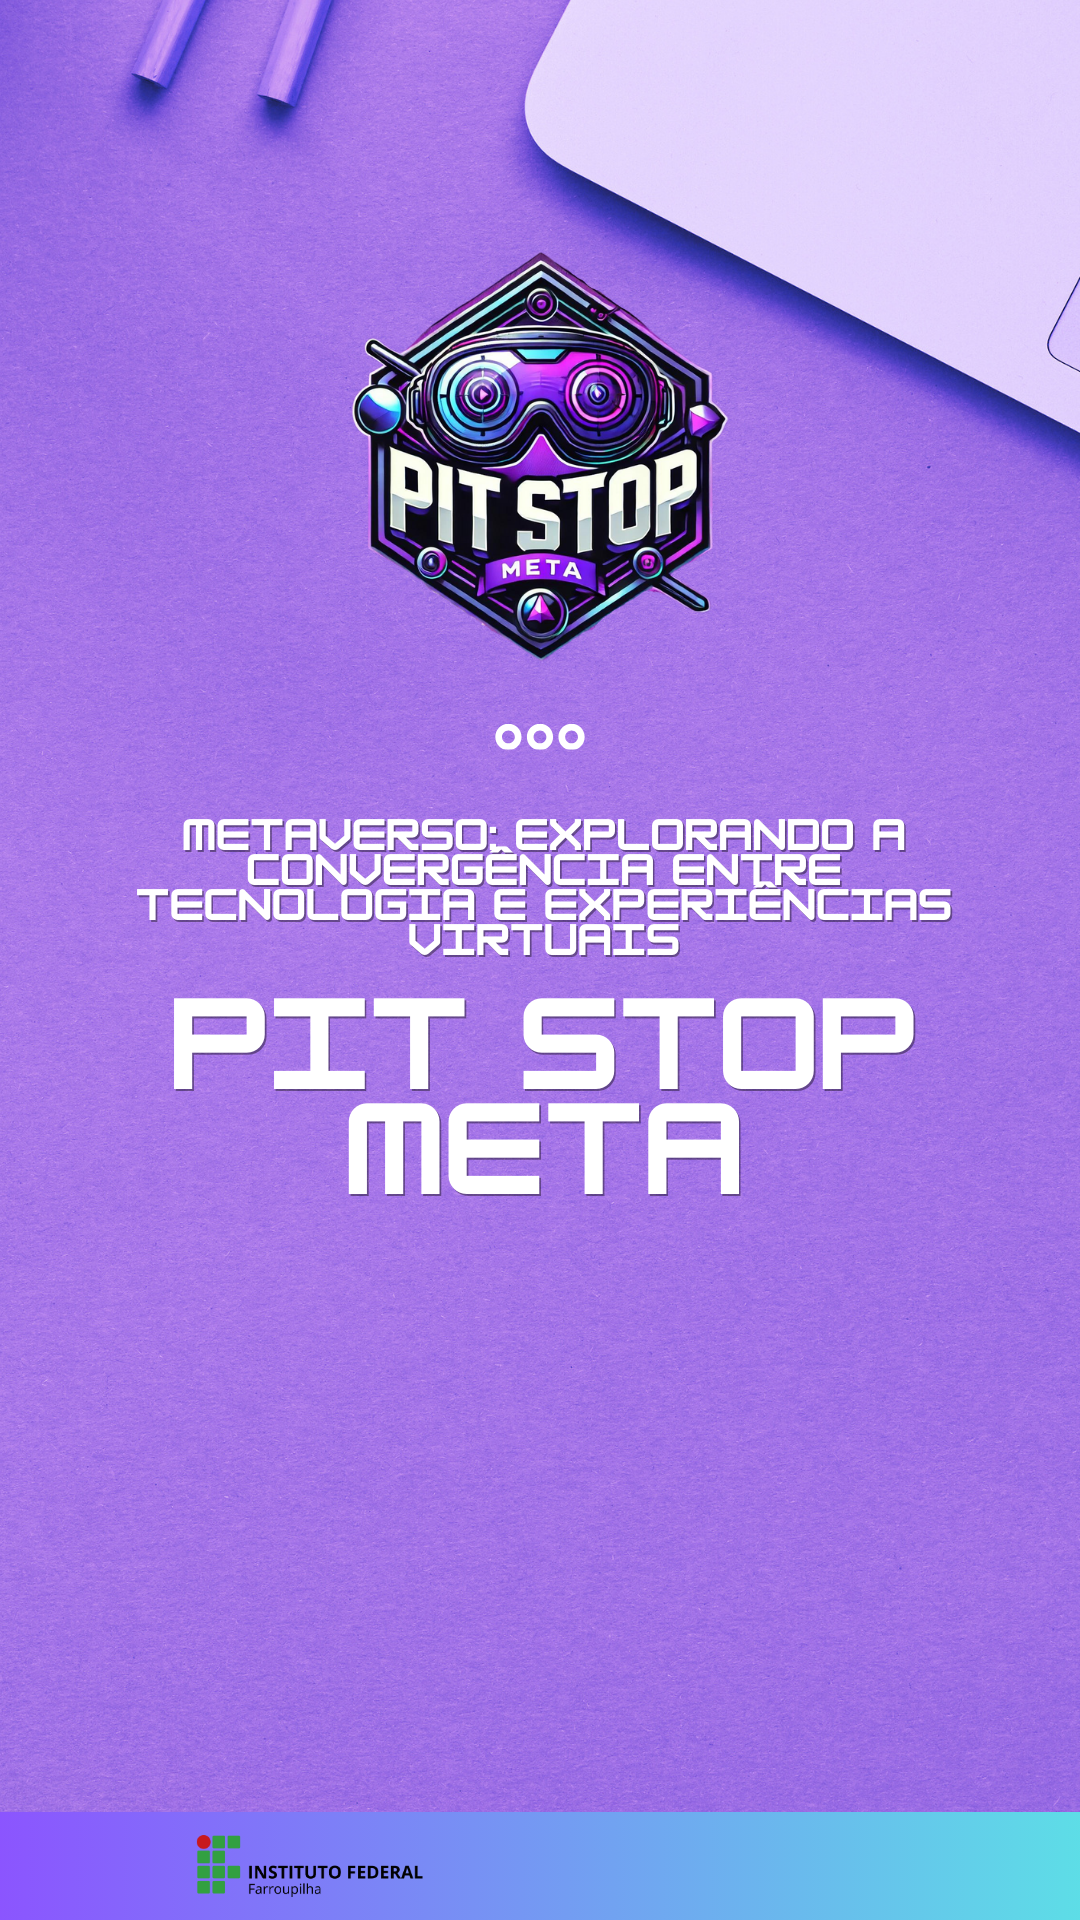 PIT STOP
META
METAVERSO: EXPLORANDO A
CONVERGÊNCIA ENTRE
TECNOLOGIA E EXPERIÊNCIAS
VIRTUAIS
PIT STOP
META
INSTITUTO FEDERAL
Farroupilha